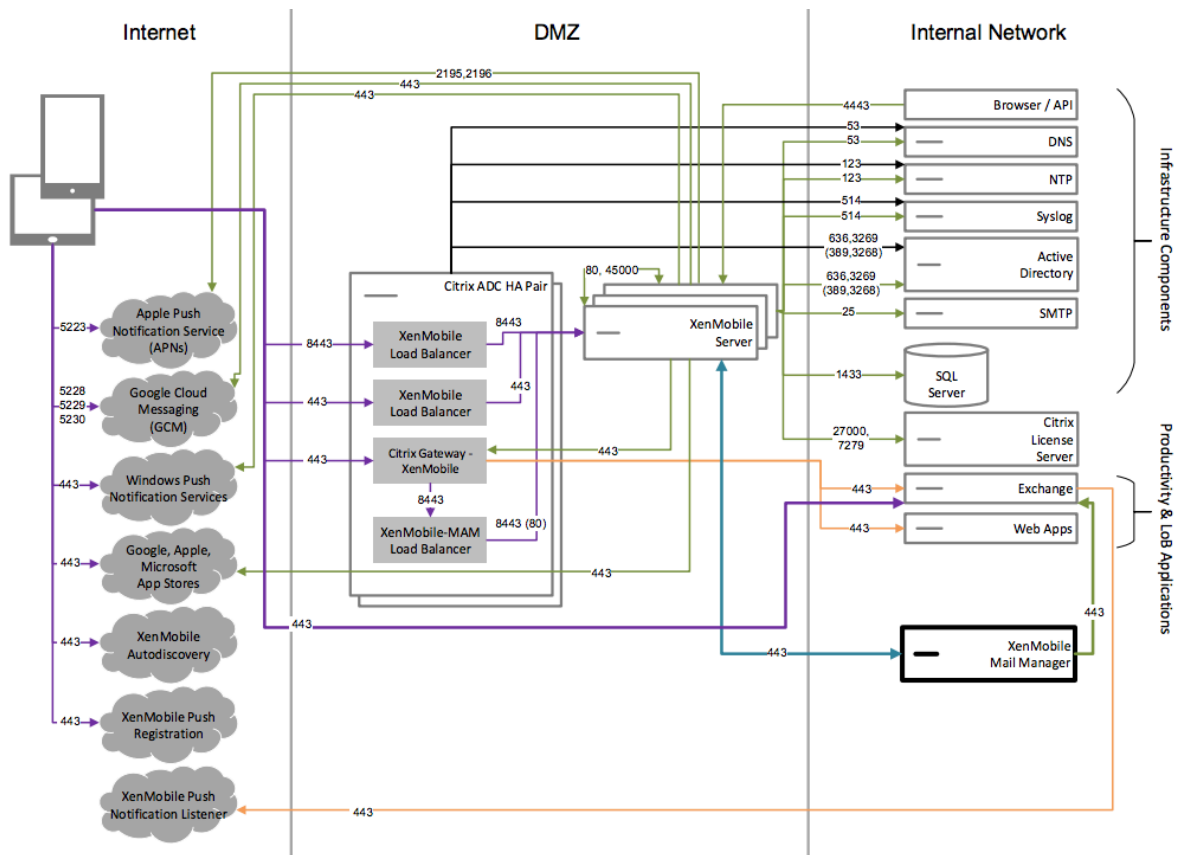 Internet
DMZ
Internal Network
2195,2196
443
443
4443
Browser / API
53
53
DNS
123
123
NTP
514
514
Syslog
636,3269
(389,3268)
636,3269
(389,3268)
Active
Directory
25
SMTP
1433
SQL
Server
27000,
7279
Citrix
License
Server
443
Exchange
443
Web Apps
443
XenMobile
Mail Manager
443
Infrastructure Components
Productivity & LoB Applications
Citrix ADC HA Pair
80, 45000
XenMobile
Server
8443
XenMobile
Load Balancer
8443
443
XenMobile
Load Balancer
443
443
Citrix Gateway -
XenMobile
443
8443
XenMobile-MAM
Load Balancer
8443 (80)
443
443
5223
Apple Push
Notification Service
(APNs)
5228
5229
5230
Google Cloud
Messaging
(GCM)
443
Windows Push
Notification Services
443
Google, Apple,
Microsoft
App Stores
443
XenMobile
Autodiscovery
443
XenMobile Push
Registration
XenMobile Push
Notification Listener
443